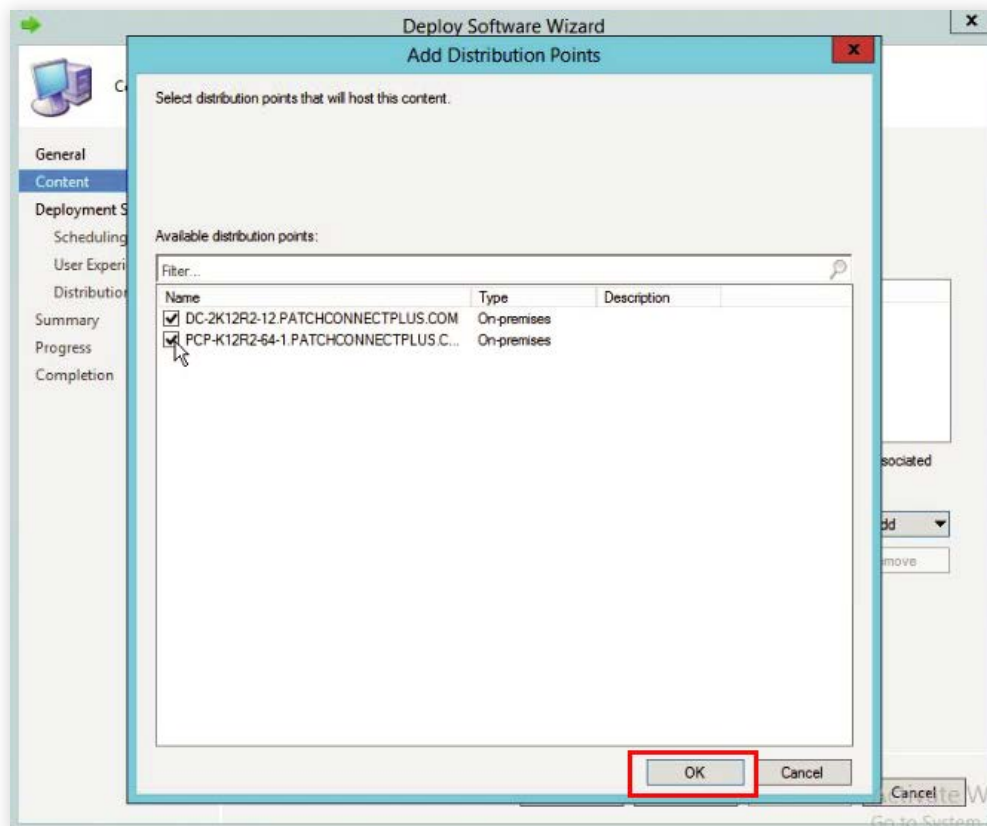 Deploy Software Wizard
x
Add Distribution Points
x
Select distribution points that will host this content.
General
Content
Deployment S
Scheduling
User Experi
Distribution
Summary
Progress
Completion
Available distribution points:
Filter...
Name Type Description
DC-2K12R2-12.PATCHCONNECTPLUS.COM On-premises
PCP-K12R2-64-1.PATCHCONNECTPLUS.C... On-premises
sociated
dd
move
OK Cancel
Cancel